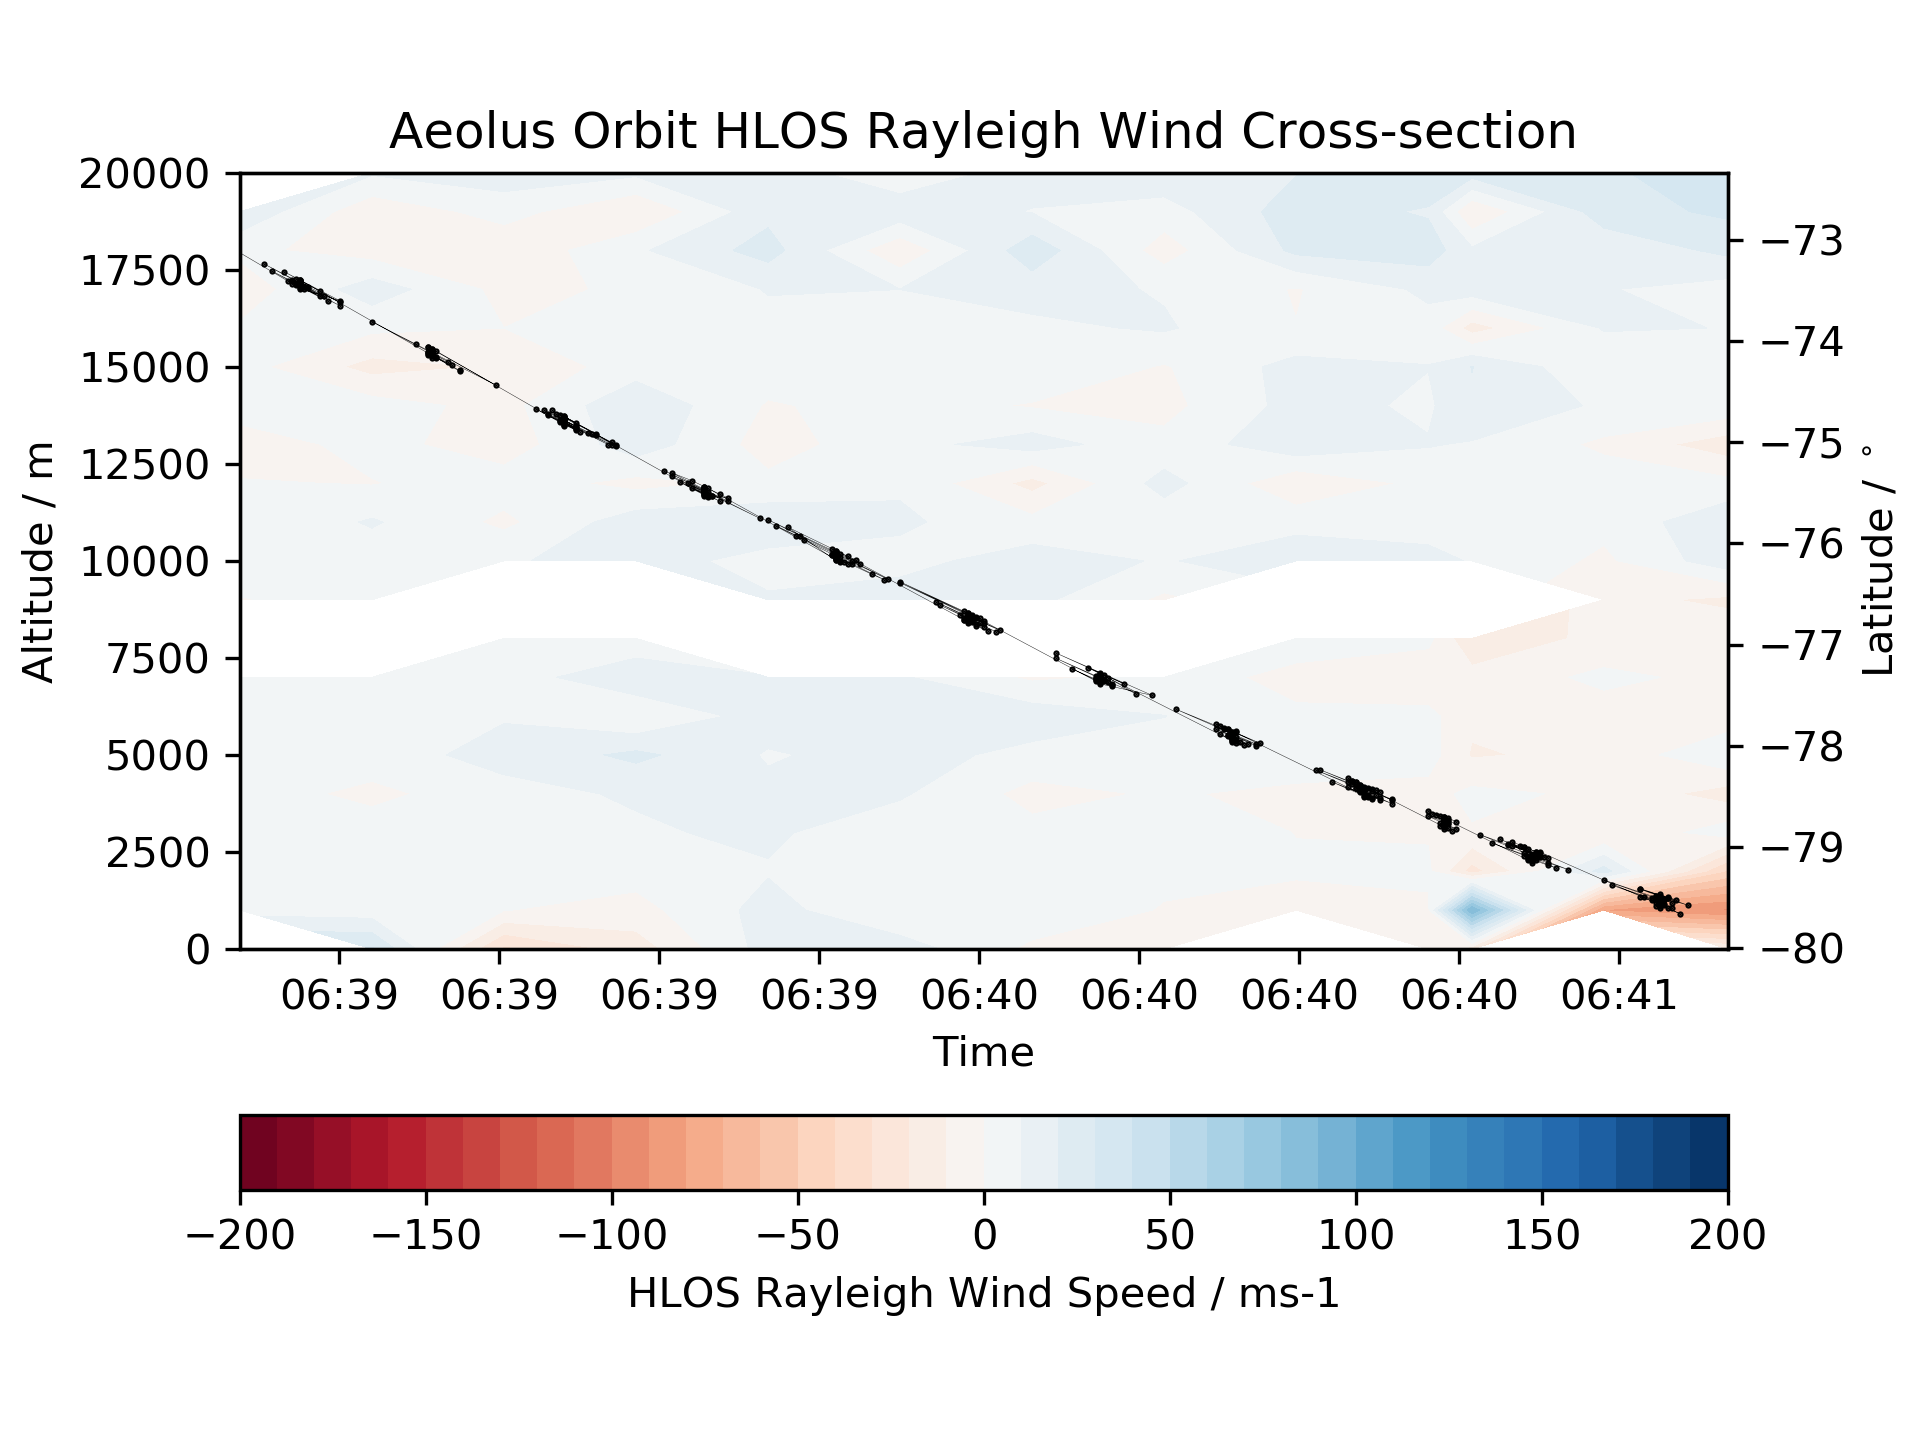 Aeolus Orbit HLOS Rayleigh Wind Cross-section
20000
17500
15000
12500
10000
7500
5000
2500
0
Altitude / m
−73
−74
−75
−76
−77
−78
−79
−80
Latitude / °
06:39 06:39 06:39 06:39 06:40 06:40 06:40 06:40 06:41
Time
−200 −150 −100 −50 0 50 100 150 200
HLOS Rayleigh Wind Speed / ms-1